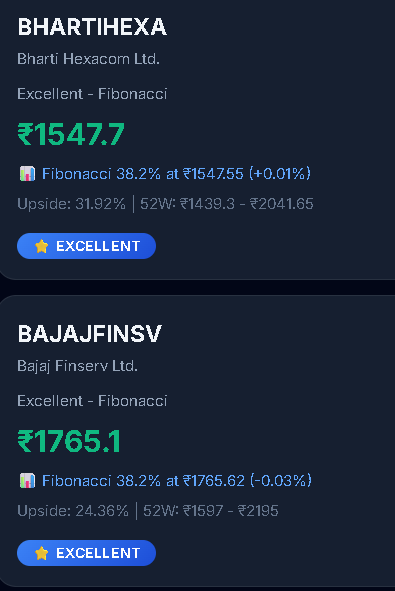 BHARTIHEXA
Bharti Hexacom Ltd.
Excellent - Fibonacci
₹1547.7
Fibonacci 38.2% at ₹1547.55 (+0.01%)
Upside: 31.92% | 52W: ₹1439.3 - ₹2041.65
EXCELLENT
BAJAJFINSV
Bajaj Finserv Ltd.
Excellent - Fibonacci
₹1765.1
Fibonacci 38.2% at ₹1765.62 (-0.03%)
Upside: 24.36% | 52W: ₹1597 - ₹2195
EXCELLENT